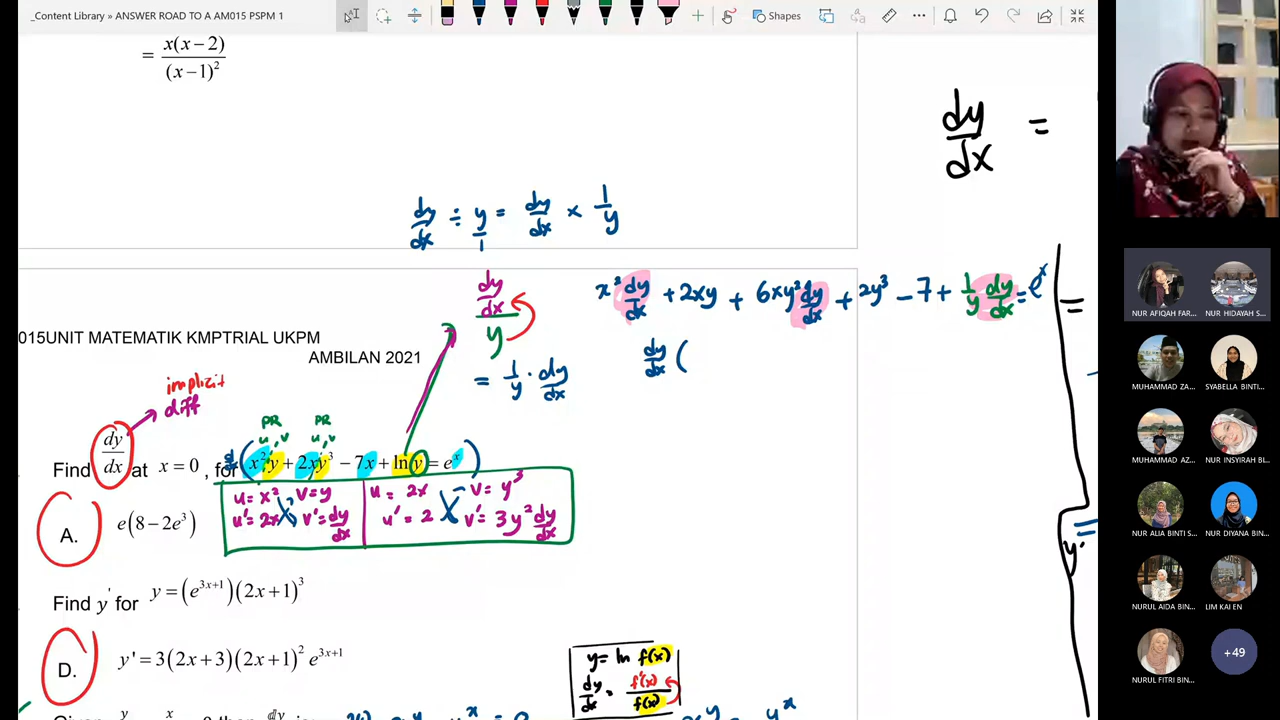 _Content Library » ANSWER ROAD TO A AM015 PSPM 1
Shapes
= x(x−2)/(x−1)²
dy/dx =
dy/dx ÷ y/1 = dy/dx × 1/y
dy/dx / y
= 1/y · dy/dx
x² dy/dx + 2xy + 6xy² dy/dx + 2y³ − 7 + 1/y dy/dx = eˣ
dy/dx (
=
015UNIT MATEMATIK KMPTRIAL UKPM
AMBILAN 2021
implicit
diff
PR PR
u,v u,v
Find dy/dx at x = 0 , for d/dx (x²y + 2xy³ − 7x + ln y = eˣ)
u = x² v = y
u' = 2x v' = dy/dx
u = 2x v = y³
u' = 2 v' = 3y² dy/dx
A. e(8−2e³)
Find y' for y = (e^{3x+1})(2x+1)³
D. y' = 3(2x+3)(2x+1)² e^{3x+1}
y = ln f(x)
dy/dx = f'(x)/f(x)
y'
=
NUR AFIQAH FAR...
NUR HIDAYAH S...
MUHAMMAD ZA...
SYABELLA BINTI...
MUHAMMAD AZ...
NUR INSYIRAH BI...
NUR ALIA BINTI S...
NUR DIYANA BIN...
NURUL AIDA BIN...
LIM KAI EN
NURUL FITRI BIN...
+49